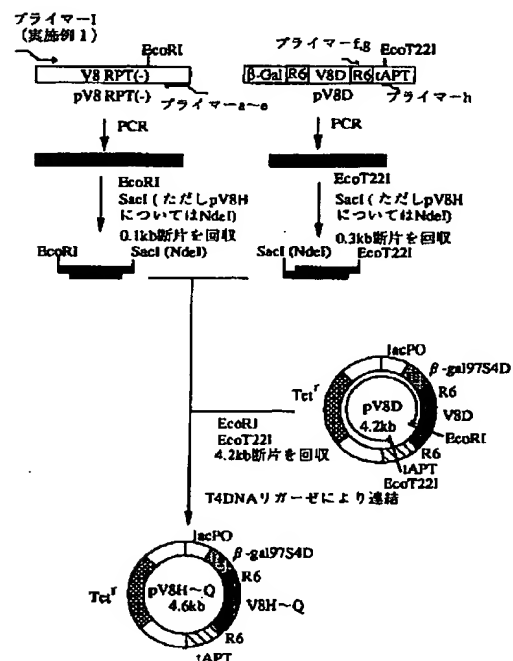 プライマーI
(実施例1)
EcoRI
V8 RPT(-)
pV8 RPT(-)
プライマーa~e
PCR
EcoRI
SacI (ただしpV8H
についてはNdeI)
0.1kb断片を回収
EcoRI
SacI (NdeI)
プライマーf,g
EcoT22I
β-Gal
R6
V8D
R6
tAPT
pV8D
プライマーh
PCR
EcoT22I
SacI (ただしpV8H
についてはNdeI)
0.3kb断片を回収
SacI (NdeI)
EcoT22I
lacPO
β-gal97S4D
R6
V8D
EcoRI
R6
tAPT
EcoT22I
Tetʳ
pV8D
4.2kb
EcoRI
EcoT22I
4.2kb断片を回収
T4DNAリガーゼにより連結
lacPO
β-gal97S4D
R6
V8H~Q
R6
tAPT
Tetʳ
pV8H~Q
4.6kb